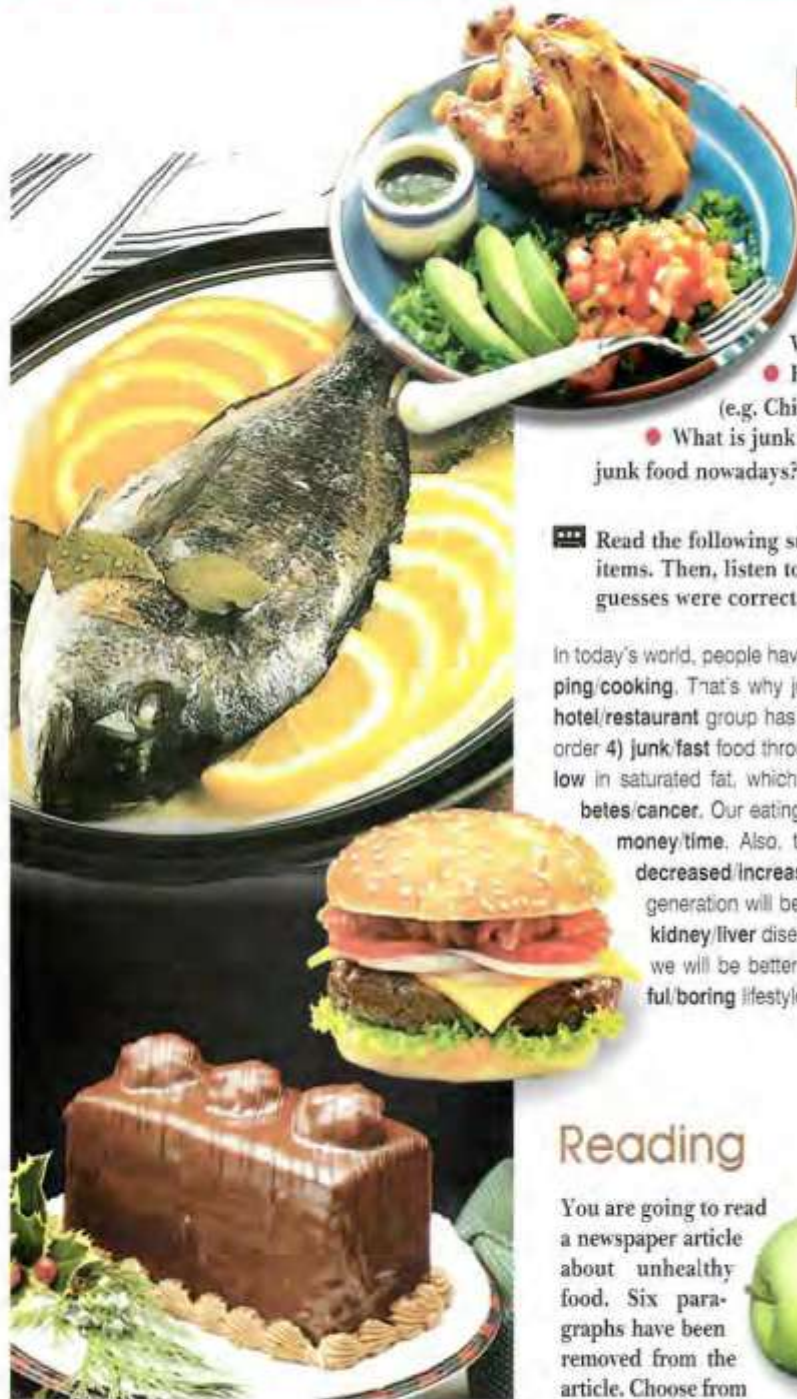 W
(e.g. Chi
What is junk
junk food nowadays?
Read the following su
items. Then, listen to
guesses were correct
In today's world, people hav
ping/cooking. That's why ju
hotel/restaurant group has
order 4) junk/fast food throu
low in saturated fat, which
betes/cancer. Our eating
money/time. Also, t
decreased/increas
generation will be
kidney/liver dise
we will be better
ful/boring lifestyle
Reading
You are going to read
a newspaper article
about unhealthy
food. Six para-
graphs have been
removed from the
article. Choose from